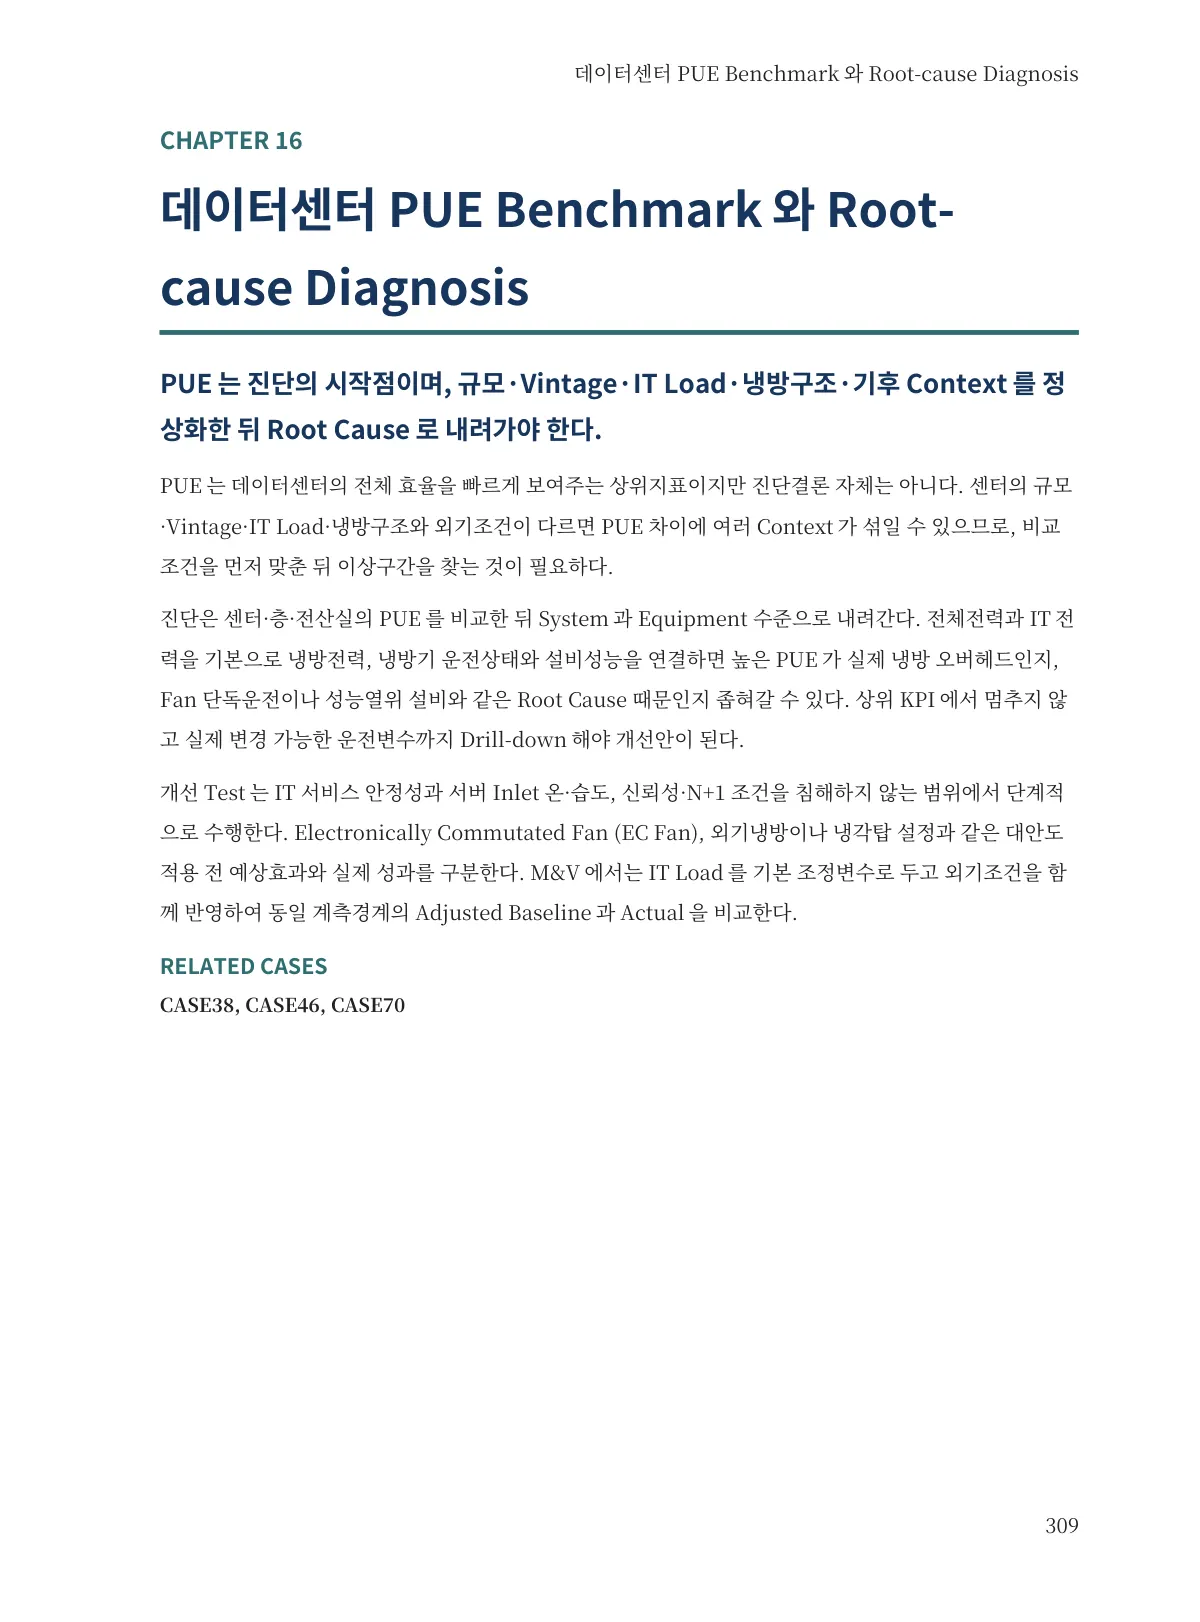 데이터센터 PUE Benchmark 와 Root-cause Diagnosis
CHAPTER 16
데이터센터 PUE Benchmark 와 Root-
cause Diagnosis
PUE 는 진단의 시작점이며, 규모·Vintage·IT Load·냉방구조·기후 Context 를 정
상화한 뒤 Root Cause 로 내려가야 한다.
PUE 는 데이터센터의 전체 효율을 빠르게 보여주는 상위지표이지만 진단결론 자체는 아니다. 센터의 규모
·Vintage·IT Load·냉방구조와 외기조건이 다르면 PUE 차이에 여러 Context 가 섞일 수 있으므로, 비교
조건을 먼저 맞춘 뒤 이상구간을 찾는 것이 필요하다.
진단은 센터·층·전산실의 PUE 를 비교한 뒤 System 과 Equipment 수준으로 내려간다. 전체전력과 IT 전
력을 기본으로 냉방전력, 냉방기 운전상태와 설비성능을 연결하면 높은 PUE 가 실제 냉방 오버헤드인지,
Fan 단독운전이나 성능열위 설비와 같은 Root Cause 때문인지 좁혀갈 수 있다. 상위 KPI 에서 멈추지 않
고 실제 변경 가능한 운전변수까지 Drill-down 해야 개선안이 된다.
개선 Test 는 IT 서비스 안정성과 서버 Inlet 온·습도, 신뢰성·N+1 조건을 침해하지 않는 범위에서 단계적
으로 수행한다. Electronically Commutated Fan (EC Fan), 외기냉방이나 냉각탑 설정과 같은 대안도
적용 전 예상효과와 실제 성과를 구분한다. M&V 에서는 IT Load 를 기본 조정변수로 두고 외기조건을 함
께 반영하여 동일 계측경계의 Adjusted Baseline 과 Actual 을 비교한다.
RELATED CASES
CASE38, CASE46, CASE70
309